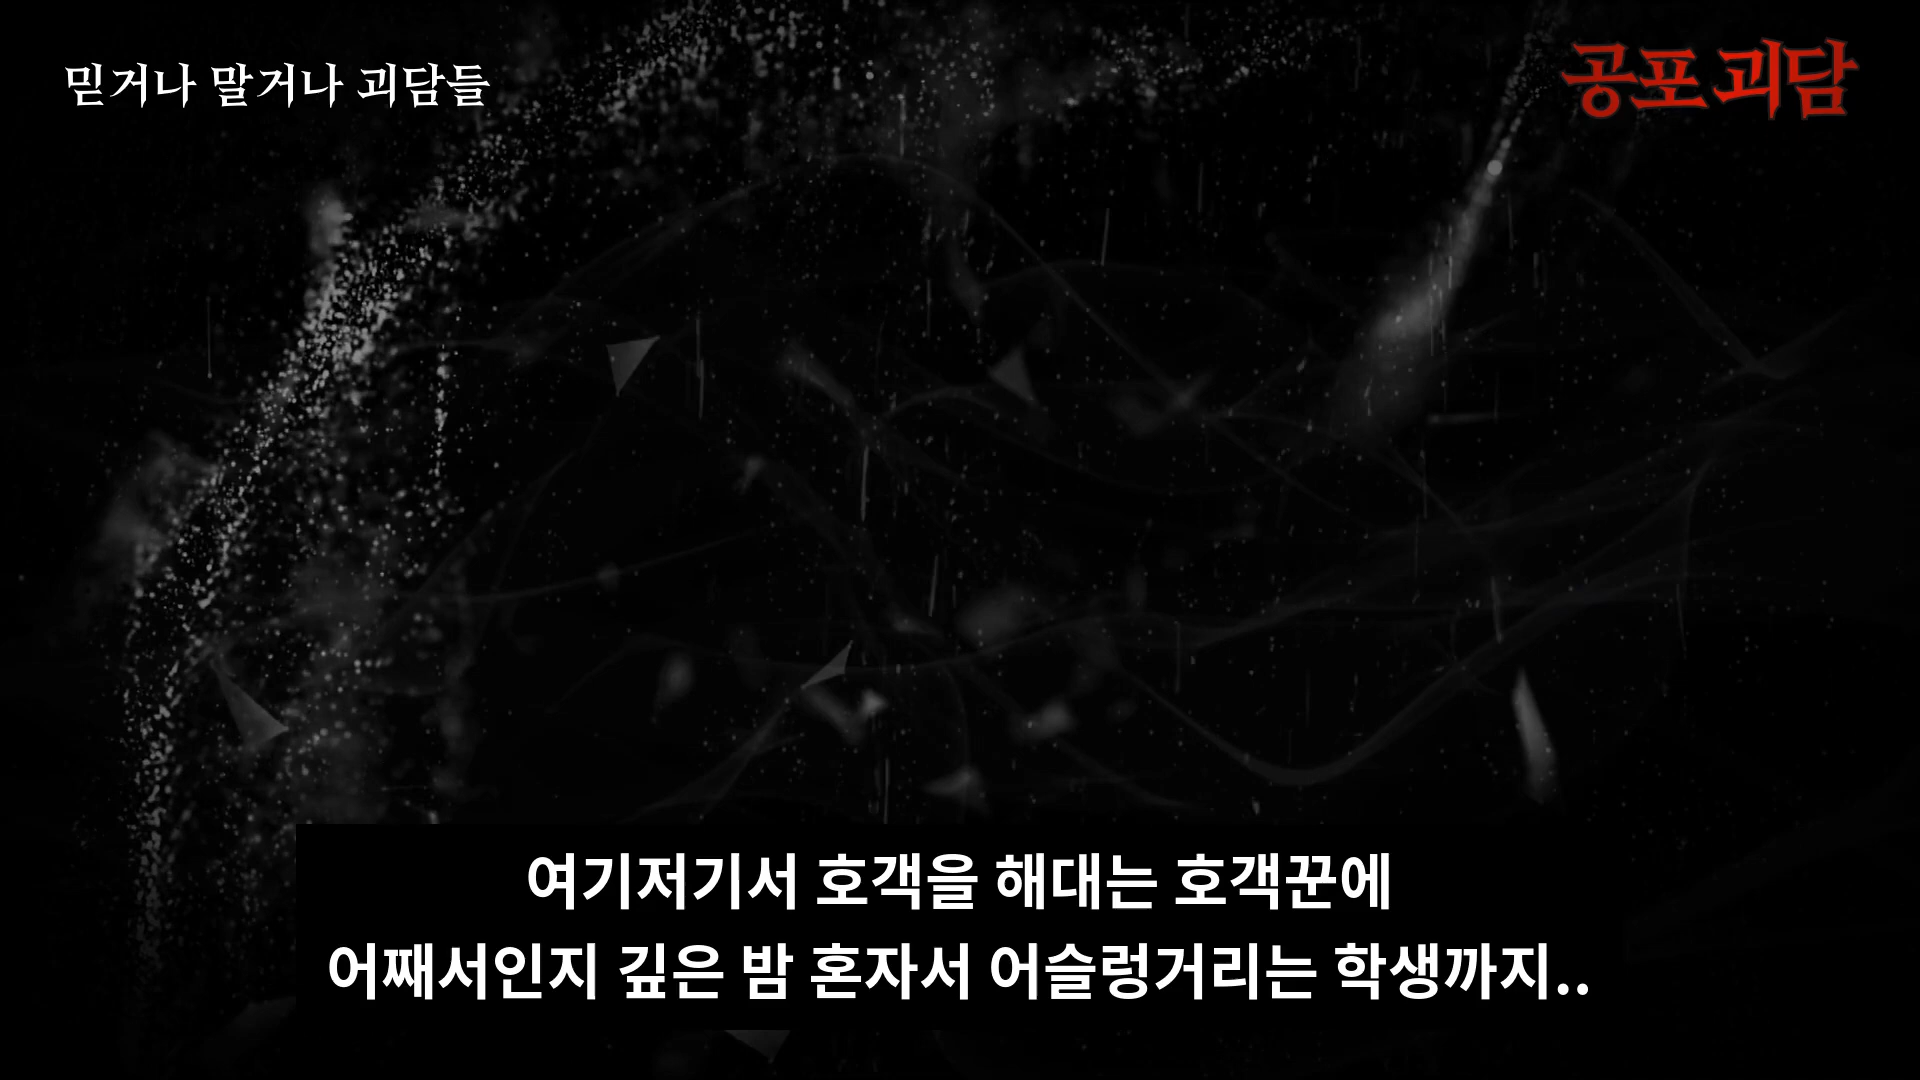 믿거나 말거나 괴담들
공포 괴담
여기저기서 호객을 해대는 호객꾼에
어째서인지 깊은 밤 혼자서 어슬렁거리는 학생까지..